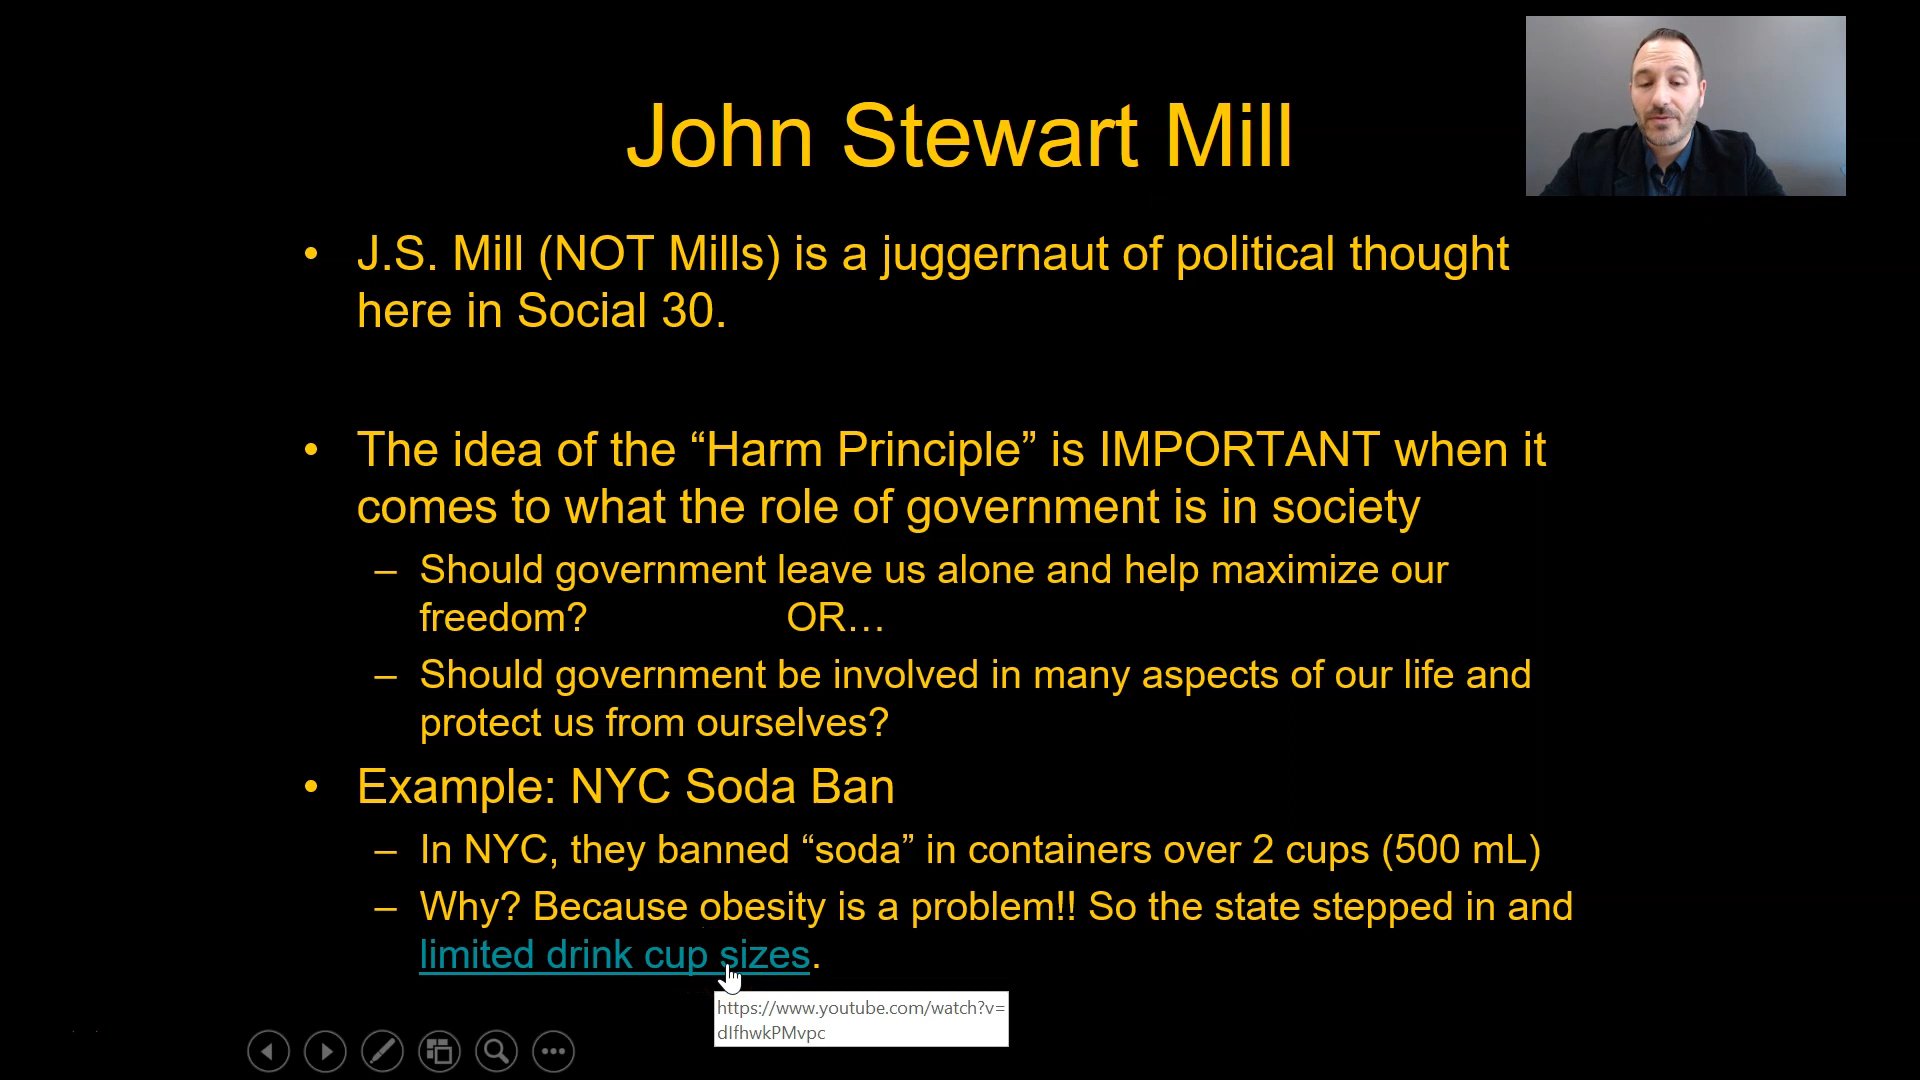 John Stewart Mill
• J.S. Mill (NOT Mills) is a juggernaut of political thought
here in Social 30.
• The idea of the “Harm Principle” is IMPORTANT when it
comes to what the role of government is in society
– Should government leave us alone and help maximize our
freedom? OR…
– Should government be involved in many aspects of our life and
protect us from ourselves?
• Example: NYC Soda Ban
– In NYC, they banned “soda” in containers over 2 cups (500 mL)
– Why? Because obesity is a problem!! So the state stepped in and
limited drink cup sizes.
https://www.youtube.com/watch?v=
dIfhwkPMvpc